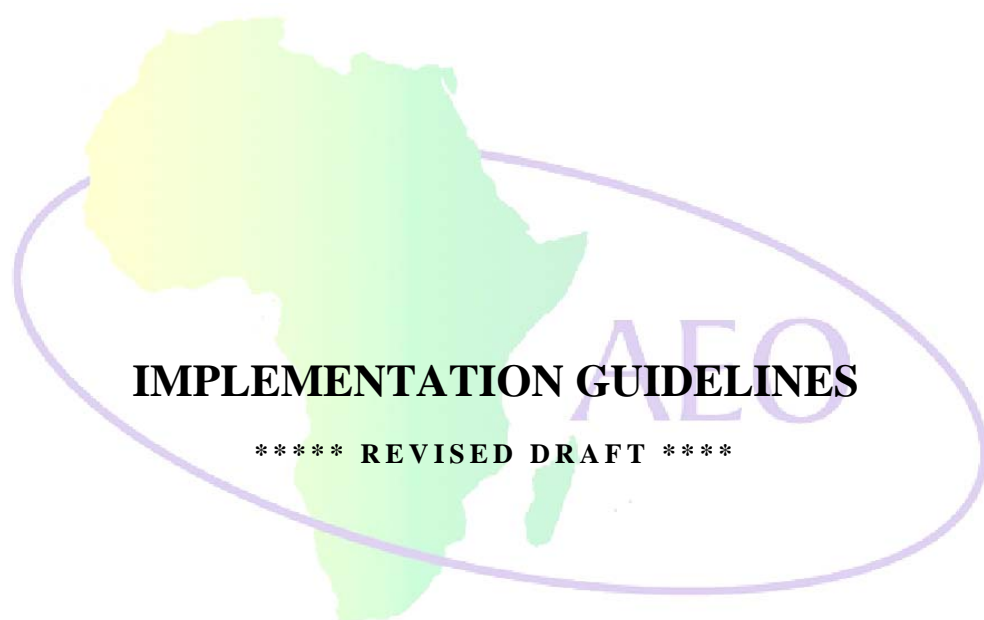 AEO
IMPLEMENTATION GUIDELINES
***** REVISED DRAFT ****